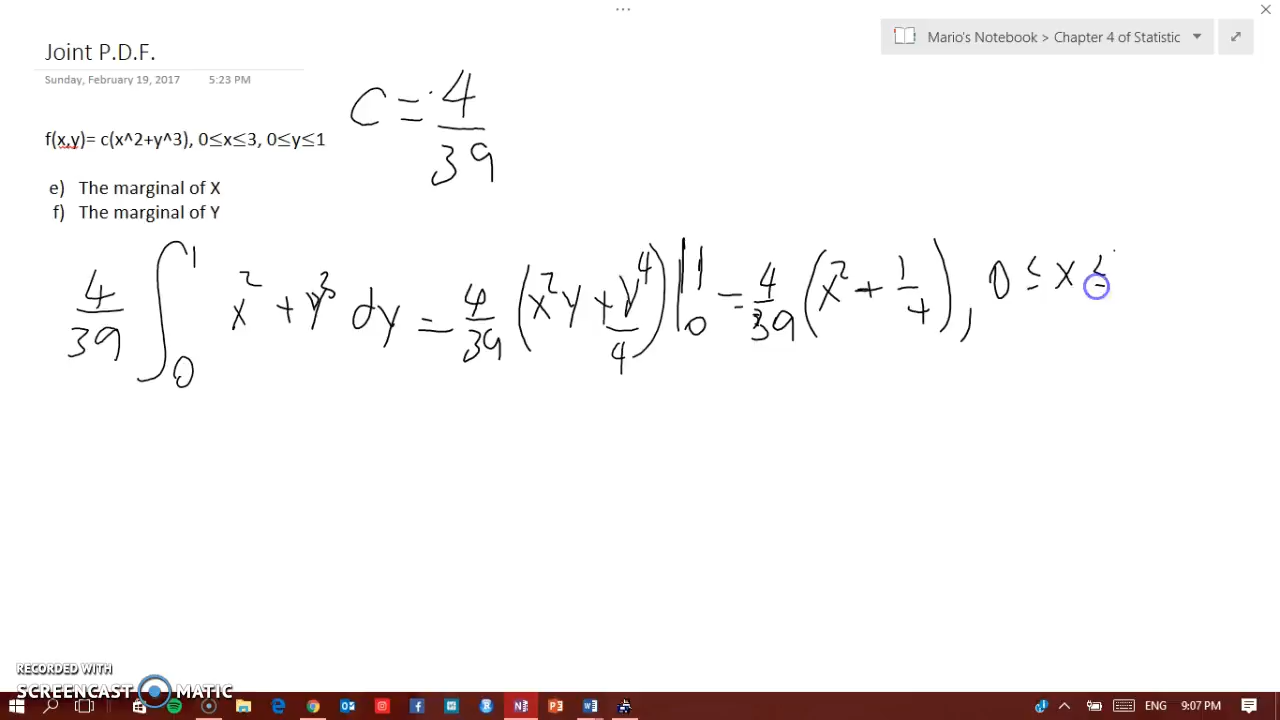 ...
Mario's Notebook > Chapter 4 of Statistic
Joint P.D.F.
Sunday, February 19, 2017 5:23 PM
C = 4/39
f(x,y)= c(x^2+y^3), 0≤x≤3, 0≤y≤1
e) The marginal of X
f) The marginal of Y
4/39 ∫₀¹ x² + y³ dy = 4/39 (x²y + y⁴/4) |₀¹ = 4/39 (x² + 1/4), 0 ≤ x ≤
RECORDED WITH
SCREENCAST MATIC
ENG 9:07 PM